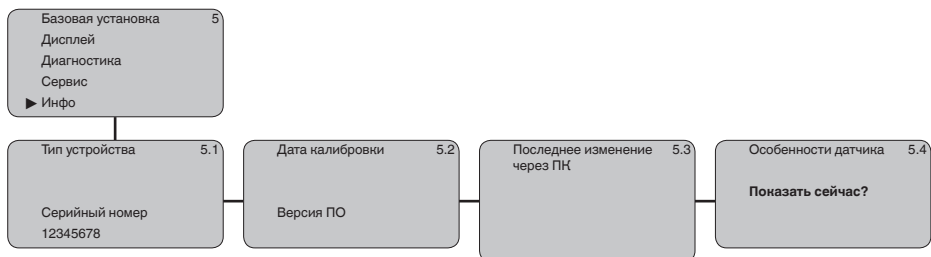 Базовая установка 5
Дисплей
Диагностика
Сервис
▶ Инфо
Тип устройства 5.1
Серийный номер
12345678
Дата калибровки 5.2
Версия ПО
Последнее изменение 5.3
через ПК
Особенности датчика 5.4
Показать сейчас?